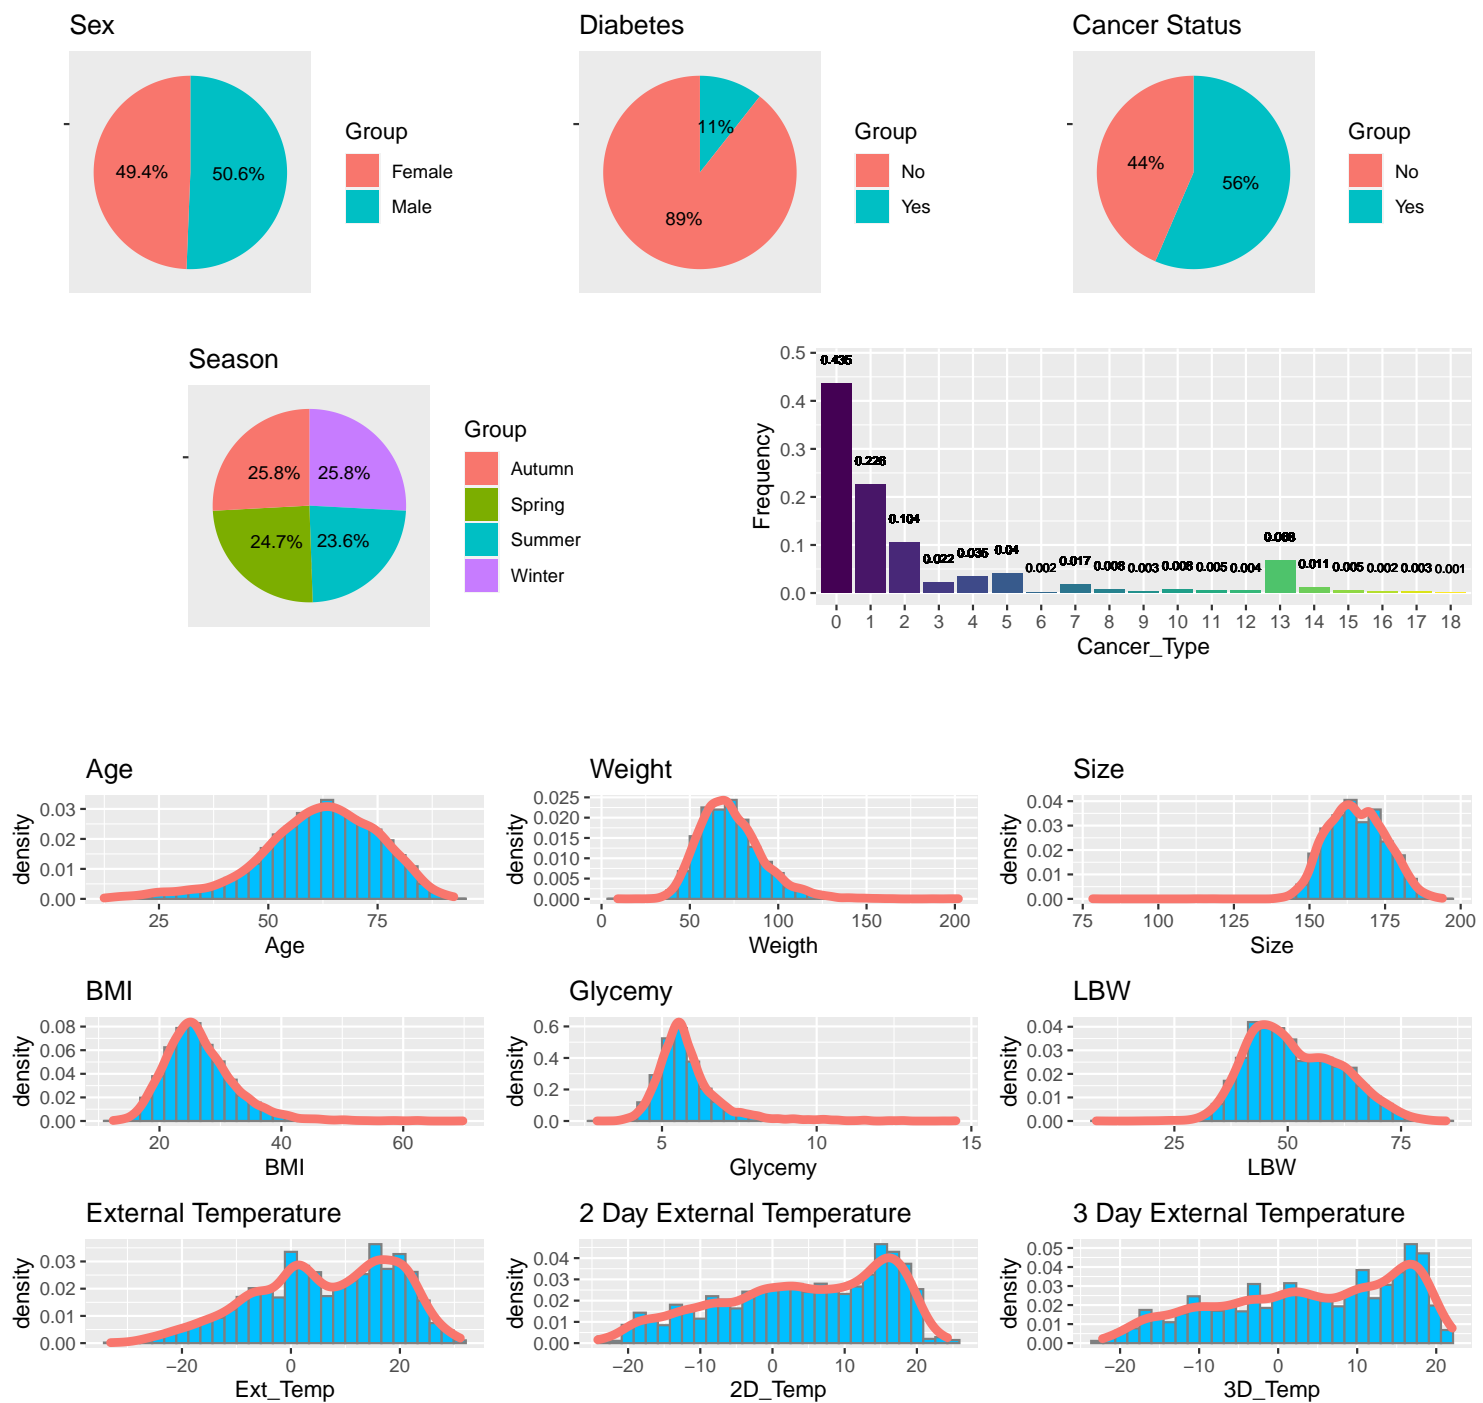 Sex
Diabetes
Cancer Status
49.4%
50.6%
Group
Female
Male
11%
89%
Group
No
Yes
44%
56%
Group
No
Yes
Season
25.8%
25.8%
24.7%
23.6%
Group
Autumn
Spring
Summer
Winter
Frequency
0.5
0.4
0.3
0.2
0.1
0.0
0.435
0.226
0.104
0.022
0.035
0.04
0.002
0.017
0.008
0.003
0.008
0.005
0.004
0.068
0.011
0.005
0.002
0.003
0.001
0 1 2 3 4 5 6 7 8 9 10 11 12 13 14 15 16 17 18
Cancer_Type
Age
density
0.03
0.02
0.01
0.00
25 50 75
Age
Weight
density
0.025
0.020
0.015
0.010
0.005
0.000
0 50 100 150 200
Weigth
Size
density
0.04
0.03
0.02
0.01
0.00
75 100 125 150 175 200
Size
BMI
density
0.08
0.06
0.04
0.02
0.00
20 40 60
BMI
Glycemy
density
0.6
0.4
0.2
0.0
5 10 15
Glycemy
LBW
density
0.04
0.03
0.02
0.01
0.00
25 50 75
LBW
External Temperature
density
0.03
0.02
0.01
0.00
−20 0 20
Ext_Temp
2 Day External Temperature
density
0.04
0.03
0.02
0.01
0.00
−20 −10 0 10 20
2D_Temp
3 Day External Temperature
density
0.05
0.04
0.03
0.02
0.01
0.00
−20 −10 0 10 20
3D_Temp